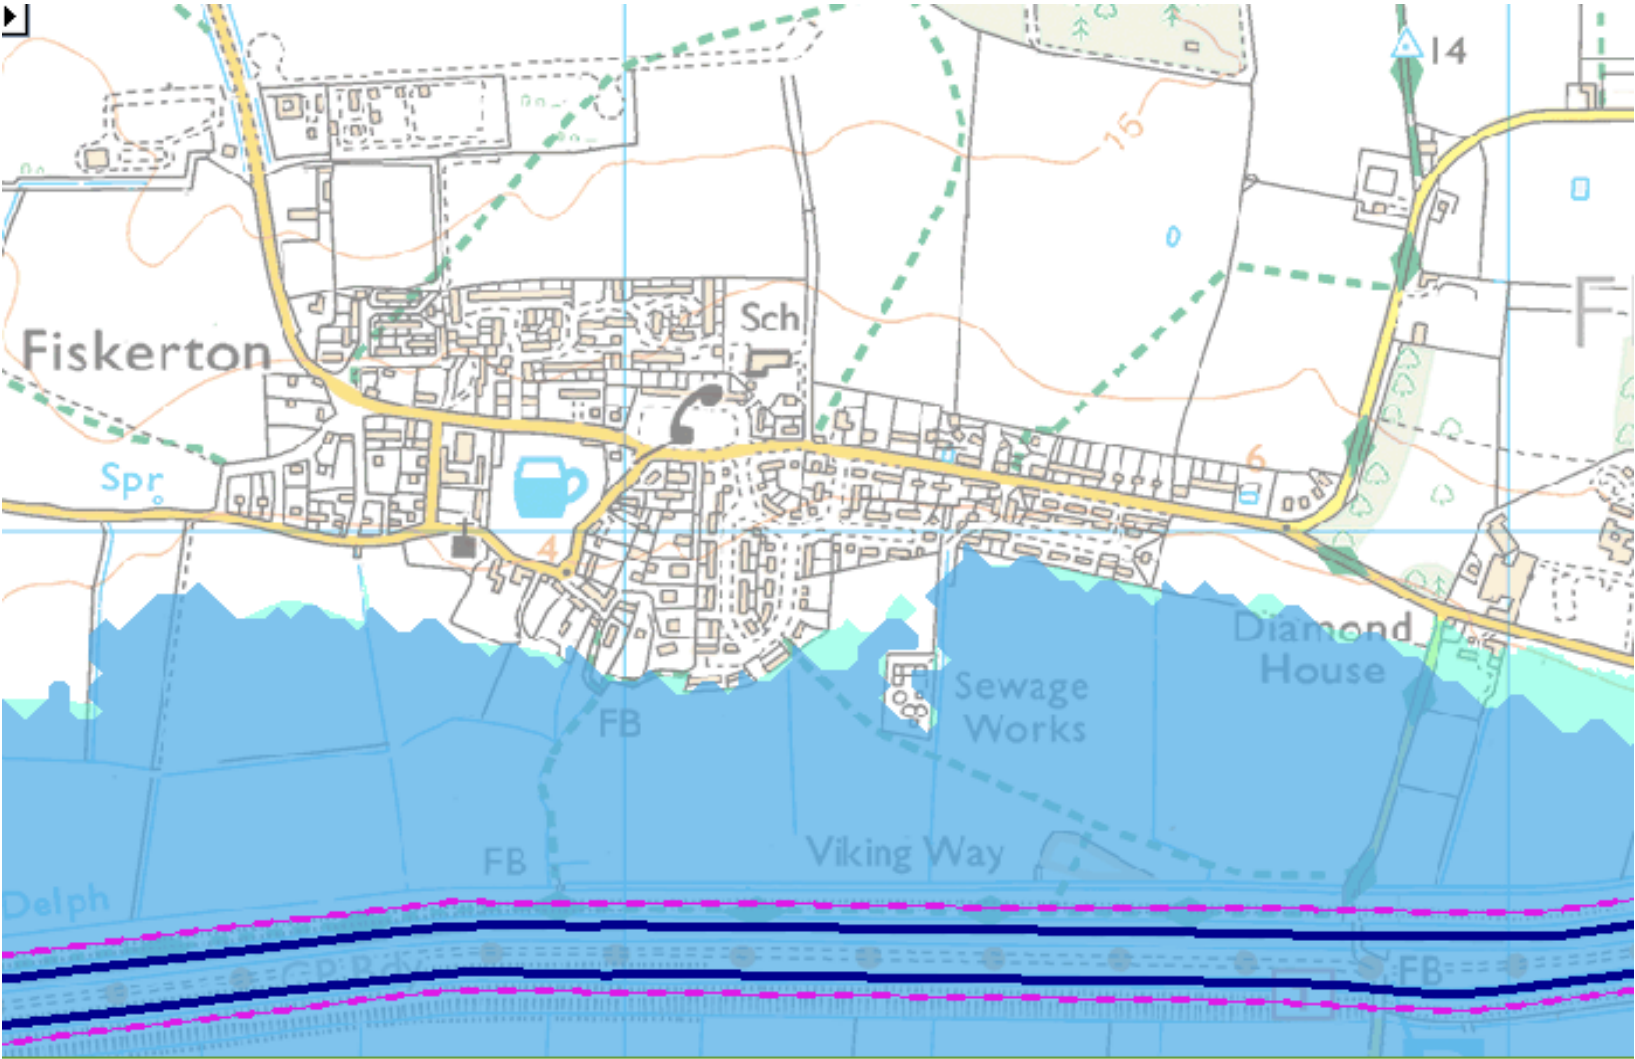 14
15
Sch
Fiskerton
6
Spr
4
Diamond
House
Sewage
Works
FB
Viking Way
FB
Delph
FB